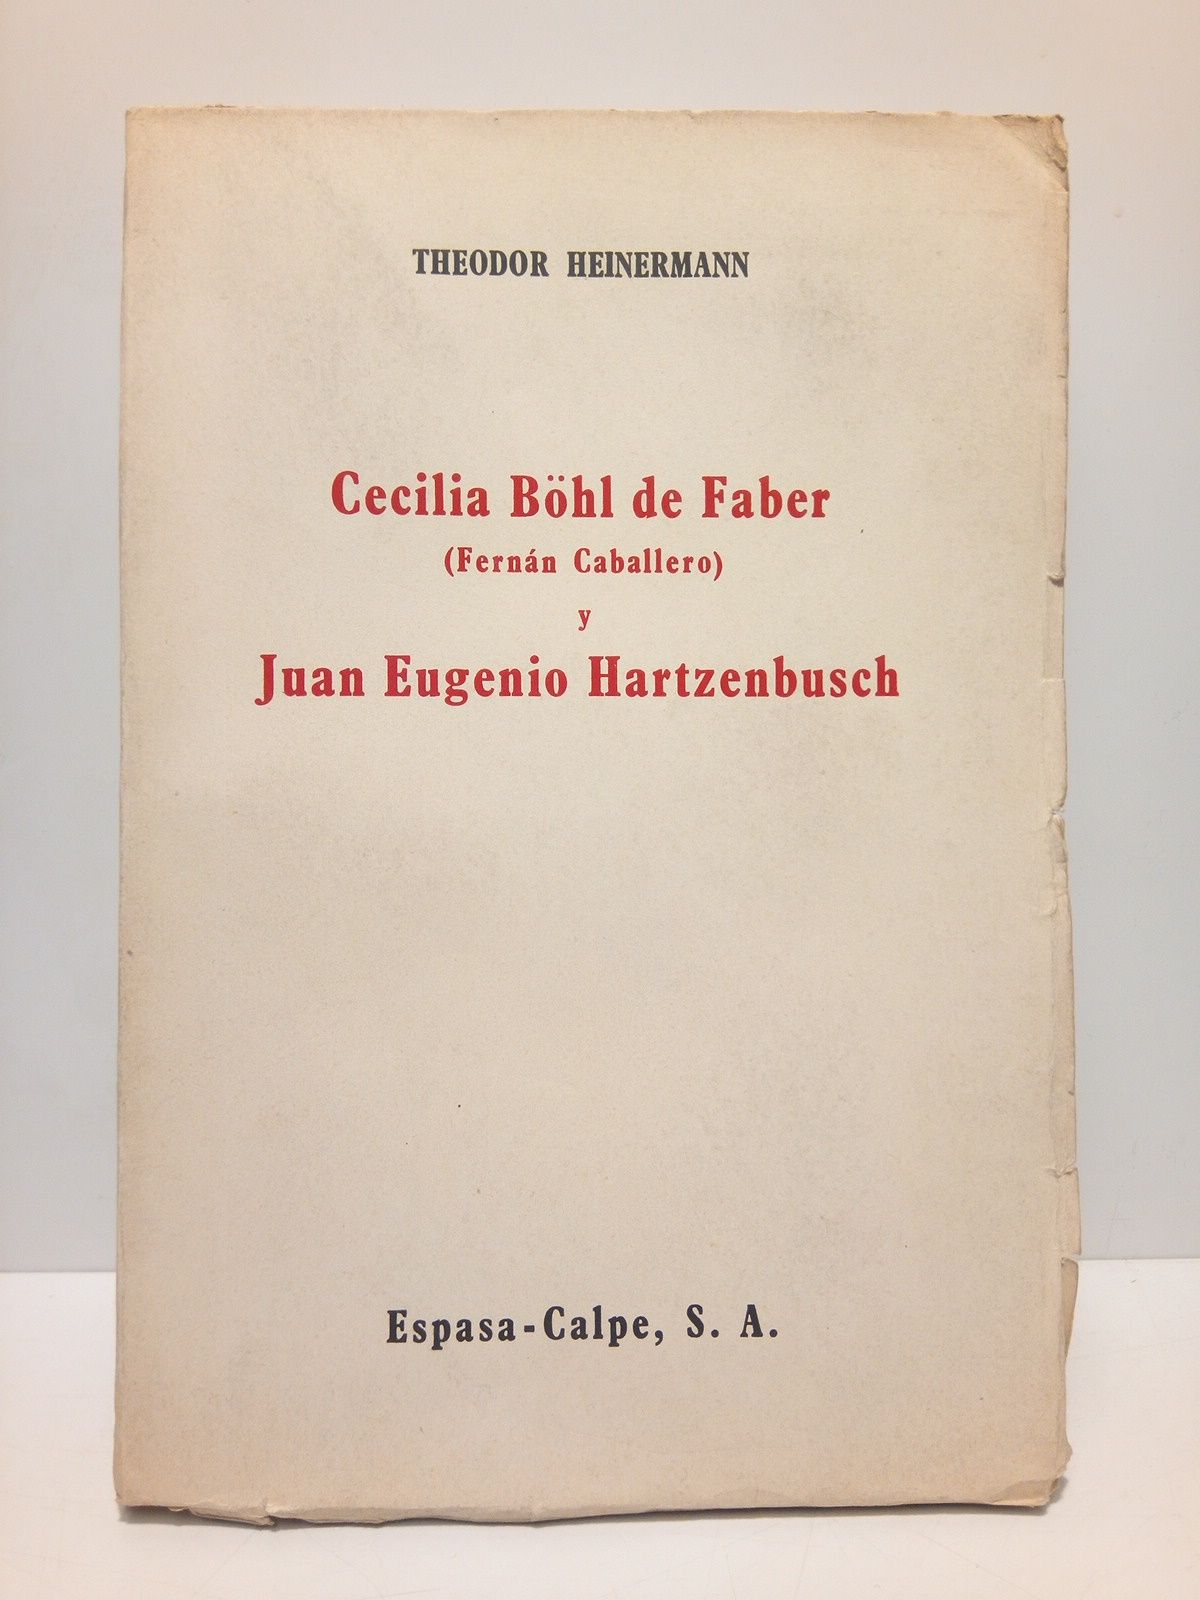 THEODOR HEINERMANN
Cecilia Böhl de Faber
(Fernán Caballero)
y
Juan Eugenio Hartzenbusch
Espasa-Calpe, S. A.